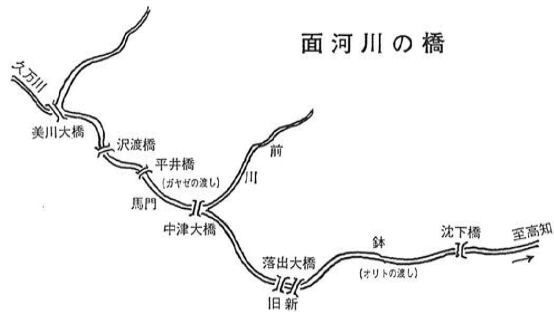 面河川の橋
久万川
美川大橋
沢渡橋
平井橋
(ガヤゼの渡し)
馬門
前川
中津大橋
落出大橋
旧新
鉢
(オリトの渡し)
沈下橋
至高知